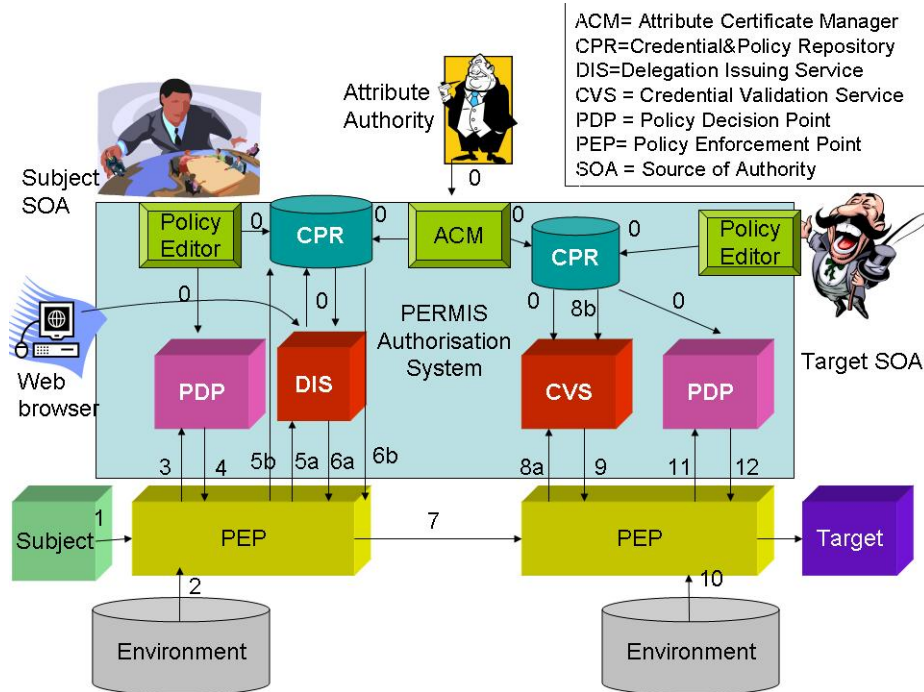 ACM= Attribute Certificate Manager
CPR=Credential&Policy Repository
DIS=Delegation Issuing Service
CVS = Credential Validation Service
PDP = Policy Decision Point
PEP= Policy Enforcement Point
SOA = Source of Authority
Attribute
Authority
0
Subject
SOA
Policy
Editor
0
CPR
0
ACM
0
CPR
0
Policy
Editor
0
0
0
8b
0
PERMIS
Authorisation
System
Target SOA
Web
browser
PDP
DIS
CVS
PDP
3
4
5b
5a
6a
6b
8a
9
11
12
Subject
1
PEP
7
PEP
Target
2
10
Environment
Environment